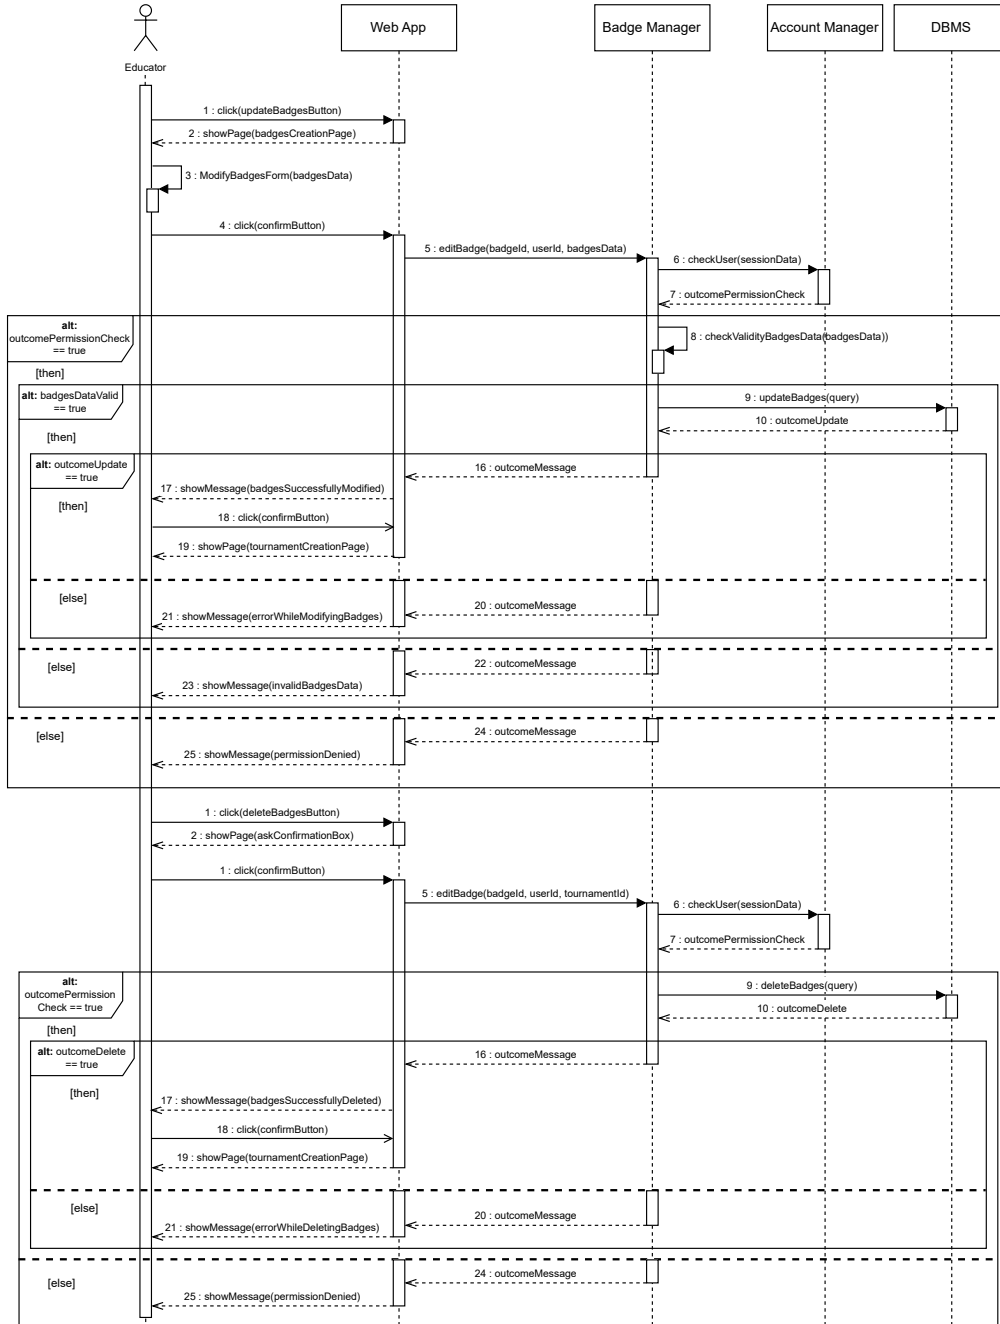 Educator
Web App
Badge Manager
Account Manager
DBMS
1 : click(updateBadgesButton)
2 : showPage(badgesCreationPage)
3 : ModifyBadgesForm(badgesData)
4 : click(confirmButton)
5 : editBadge(badgeId, userId, badgesData)
6 : checkUser(sessionData)
7 : outcomePermissionCheck
alt:
outcomePermissionCheck
== true
[then]
8 : checkValidityBadgesData(badgesData))
alt: badgesDataValid
== true
[then]
9 : updateBadges(query)
10 : outcomeUpdate
alt: outcomeUpdate
== true
[then]
16 : outcomeMessage
17 : showMessage(badgesSuccessfullyModified)
18 : click(confirmButton)
19 : showPage(tournamentCreationPage)
[else]
20 : outcomeMessage
21 : showMessage(errorWhileModifyingBadges)
[else]
22 : outcomeMessage
23 : showMessage(invalidBadgesData)
[else]
24 : outcomeMessage
25 : showMessage(permissionDenied)
1 : click(deleteBadgesButton)
2 : showPage(askConfirmationBox)
1 : click(confirmButton)
5 : editBadge(badgeId, userId, tournamentId)
6 : checkUser(sessionData)
7 : outcomePermissionCheck
alt:
outcomePermission
Check == true
[then]
9 : deleteBadges(query)
10 : outcomeDelete
alt: outcomeDelete
== true
[then]
16 : outcomeMessage
17 : showMessage(badgesSuccessfullyDeleted)
18 : click(confirmButton)
19 : showPage(tournamentCreationPage)
[else]
20 : outcomeMessage
21 : showMessage(errorWhileDeletingBadges)
[else]
24 : outcomeMessage
25 : showMessage(permissionDenied)